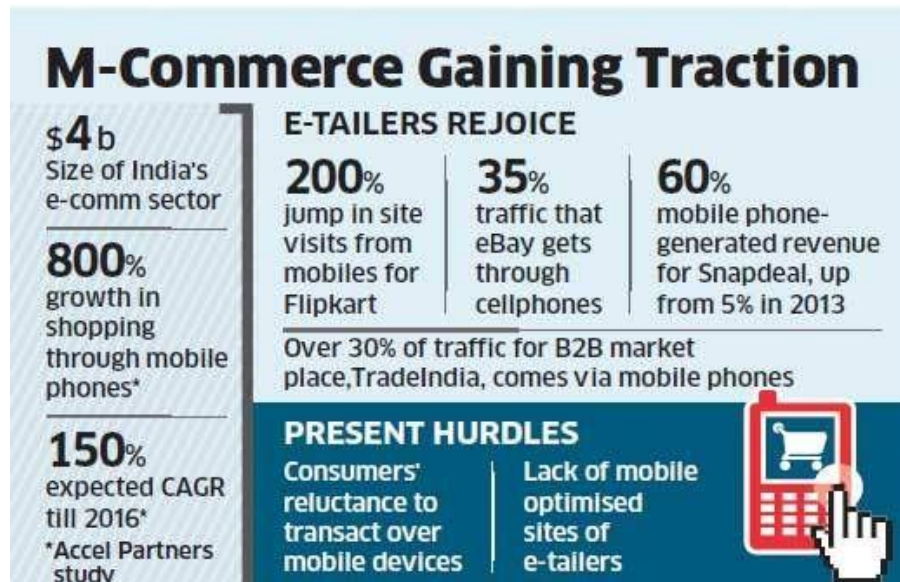 M-Commerce Gaining Traction
$4 b
Size of India's
e-comm sector
800%
growth in
shopping
through mobile
phones*
150%
expected CAGR
till 2016*
*Accel Partners
study
E-TAILERS REJOICE
200%
jump in site
visits from
mobiles for
Flipkart
35%
traffic that
eBay gets
through
cellphones
60%
mobile phone-
generated revenue
for Snapdeal, up
from 5% in 2013
Over 30% of traffic for B2B market
place,TradeIndia, comes via mobile phones
PRESENT HURDLES
Consumers'
reluctance to
transact over
mobile devices
Lack of mobile
optimised
sites of
e-tailers